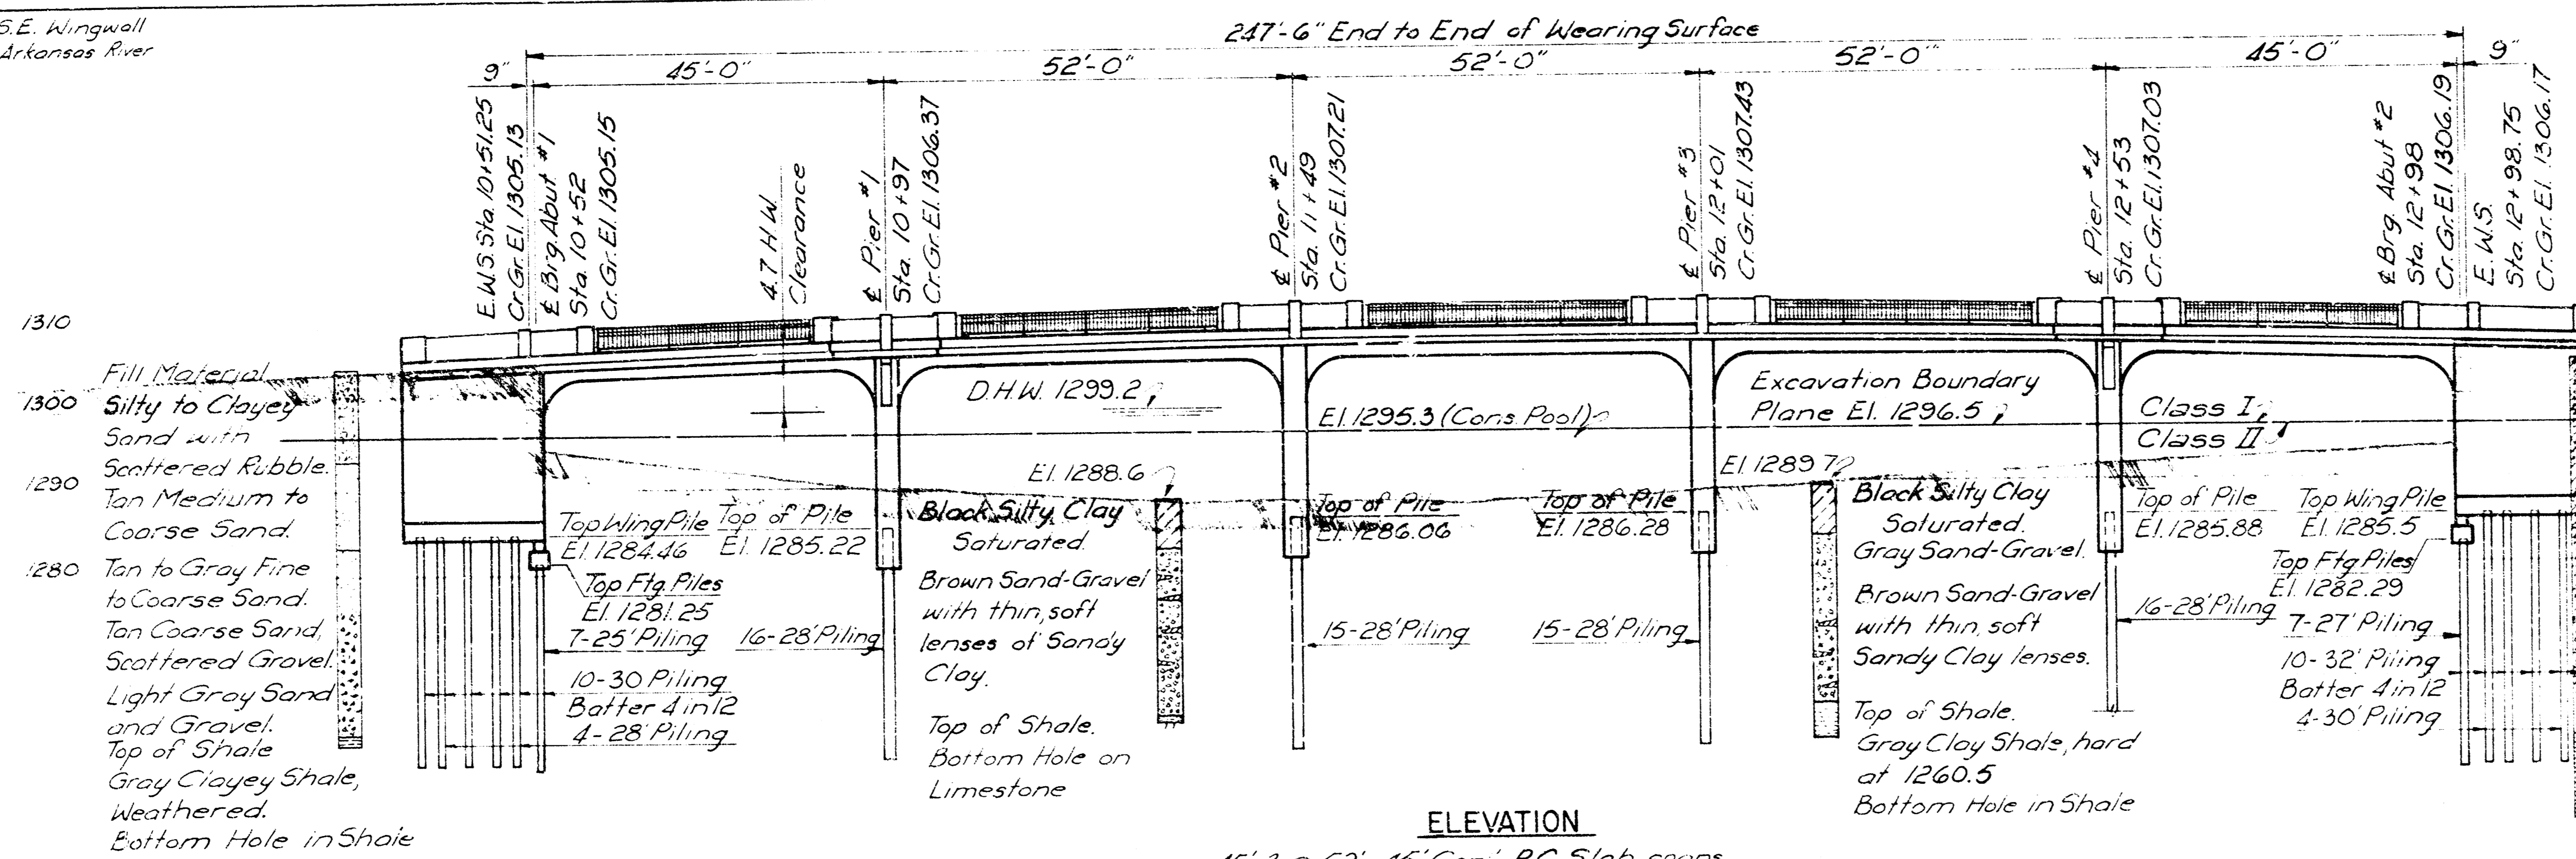 S.E. Wingwall
Arkansas River
247'-6" End to End of Wearing Surface
9"
45'-0"
52'-0"
52'-0"
52'-0"
45'-0"
9"
E.W.S. Sta. 10+51.25
Cr. Gr. El. 1305.13
℄ Brg. Abut #1
Sta. 10+52
Cr. Gr. El. 1305.15
4.7 H.W.
Clearance
℄ Pier #1
Sta. 10+97
Cr. Gr. El. 1306.37
℄ Pier #2
Sta. 11+49
Cr. Gr. El. 1307.21
℄ Pier #3
Sta. 12+01
Cr. Gr. El. 1307.43
℄ Pier #4
Sta. 12+53
Cr. Gr. El. 1307.03
℄ Brg. Abut #2
Sta. 12+98
Cr. Gr. El. 1306.19
E.W.S.
Sta. 12+98.75
Cr. Gr. El. 1306.17
1310
1300
1290
1280
Fill Material
Silty to Clayey
Sand with
Scattered Rubble.
Tan Medium to
Coarse Sand.
Tan to Gray Fine
to Coarse Sand.
Tan Coarse Sand,
Scattered Gravel.
Light Gray Sand
and Gravel.
Top of Shale
Gray Clayey Shale,
Weathered.
Bottom Hole in Shale
D.H.W. 1299.2
El. 1295.3 (Cons. Pool)
Excavation Boundary
Plane El. 1296.5
Class I
Class II
El. 1288.6
El. 1289.7
Top Wing Pile
El. 1284.46
Top of Pile
El. 1285.22
Top Ftg. Piles
El. 1281.25
7-25' Piling
16-28' Piling
10-30 Piling
Batter 4 in 12
4-28' Piling
Black Silty Clay
Saturated.
Brown Sand-Gravel
with thin, soft
lenses of Sandy
Clay.
Top of Shale.
Bottom Hole on
Limestone
Top of Pile
El. 1286.06
Top of Pile
El. 1286.28
15-28' Piling
15-28' Piling
Black Silty Clay
Saturated.
Gray Sand-Gravel.
Brown Sand-Gravel
with thin, soft
Sandy Clay lenses.
Top of Shale.
Gray Clay Shale, hard
at 1260.5
Bottom Hole in Shale
Top of Pile
El. 1285.88
Top Wing Pile
El. 1285.5
Top Ftg. Piles
El. 1282.29
16-28' Piling
7-27' Piling
10-32' Piling
Batter 4 in 12
4-30' Piling
ELEVATION
R.C. Slab spans